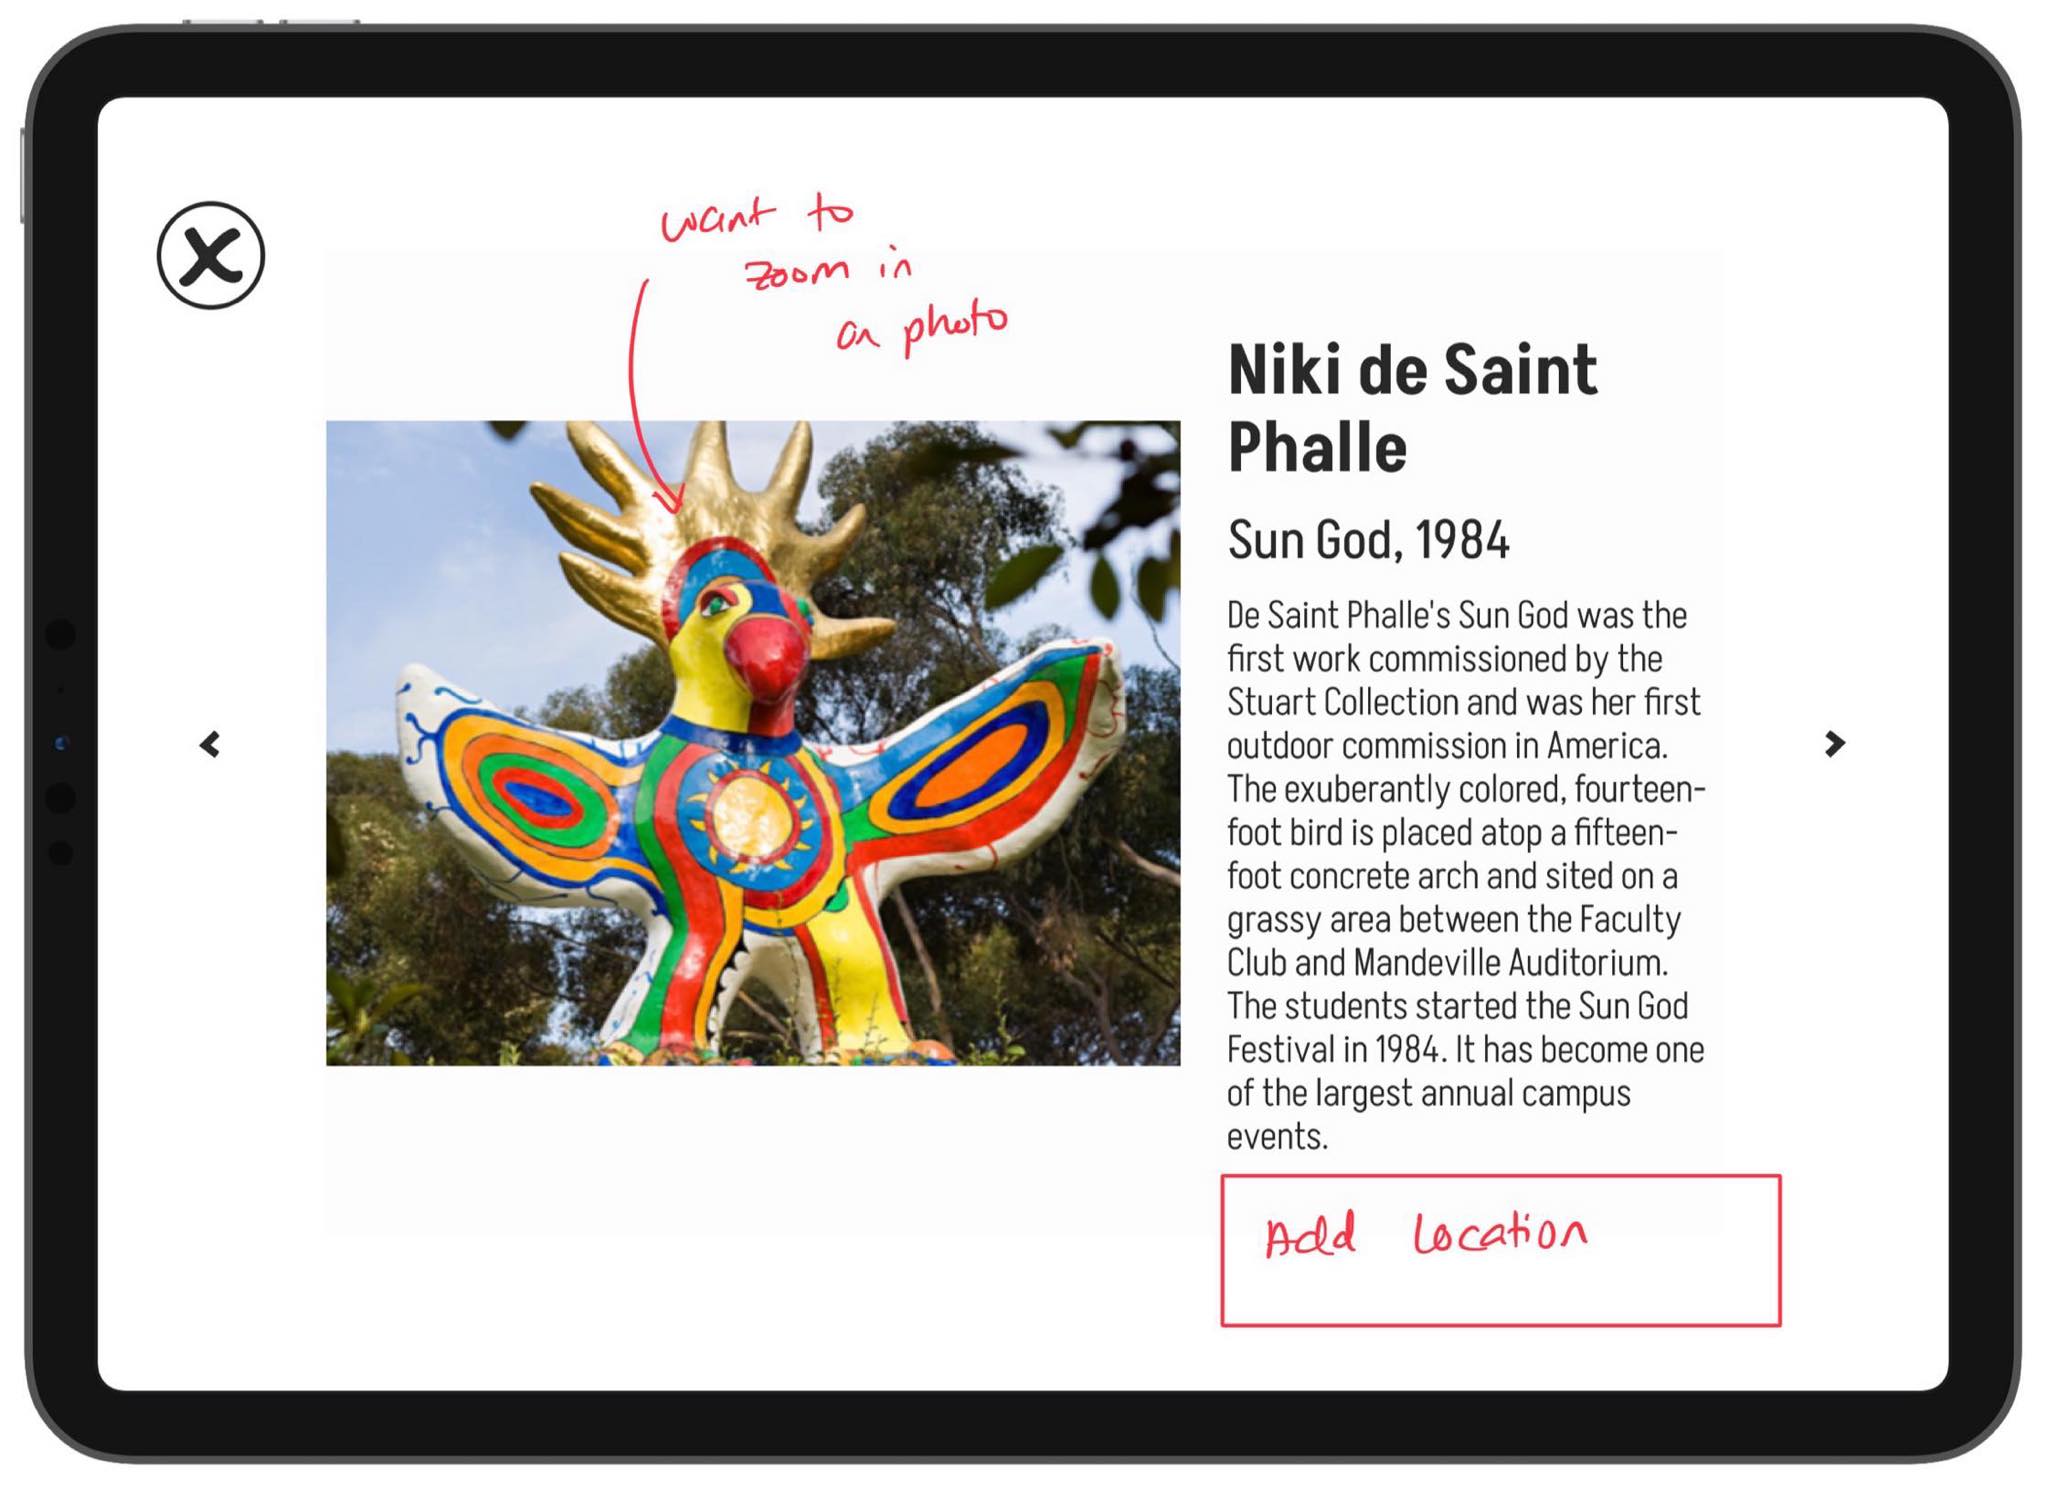 want to
zoom in
on photo
Niki de Saint
Phalle
Sun God, 1984
De Saint Phalle's Sun God was the
first work commissioned by the
Stuart Collection and was her first
outdoor commission in America.
The exuberantly colored, fourteen-
foot bird is placed atop a fifteen-
foot concrete arch and sited on a
grassy area between the Faculty
Club and Mandeville Auditorium.
The students started the Sun God
Festival in 1984. It has become one
of the largest annual campus
events.
Add Location